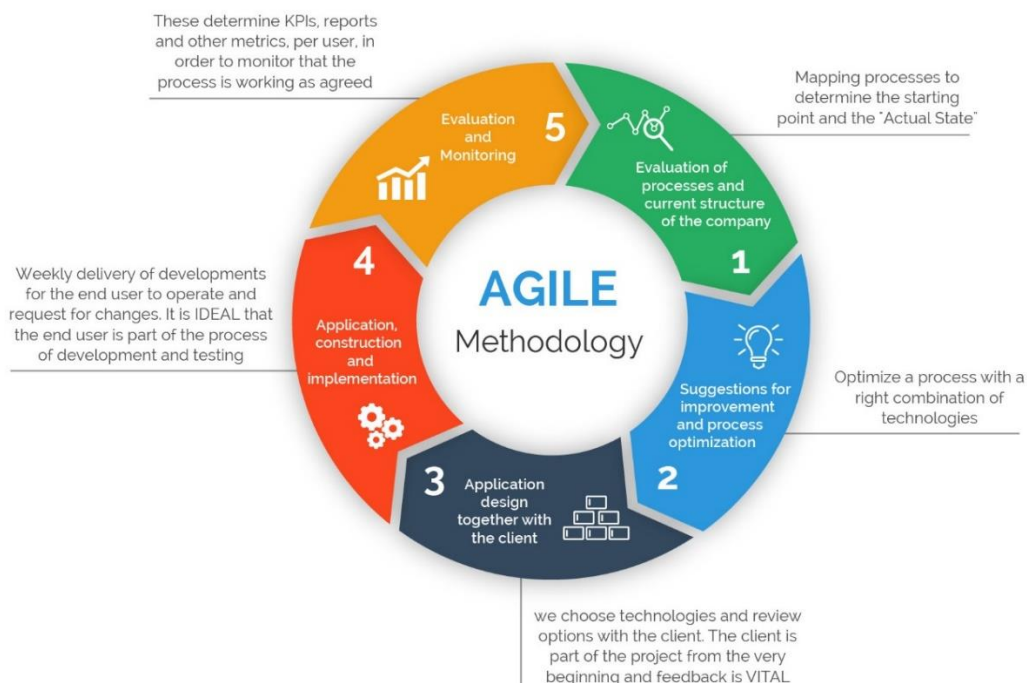 These determine KPIs, reports
and other metrics, per user, in
order to monitor that the
process is working as agreed
Evaluation
and
Monitoring
5
Mapping processes to
determine the starting
point and the "Actual State"
Evaluation of
processes and
current structure
of the company
1
AGILE
Methodology
4
Application,
construction
and
implementation
Weekly delivery of developments
for the end user to operate and
request for changes. It is IDEAL that
the end user is part of the process
of development and testing
Suggestions for
improvement
and process
optimization
2
Optimize a process with a
right combination of
technologies
3
Application
design
together with
the client
we choose technologies and review
options with the client. The client is
part of the project from the very
beginning and feedback is VITAL